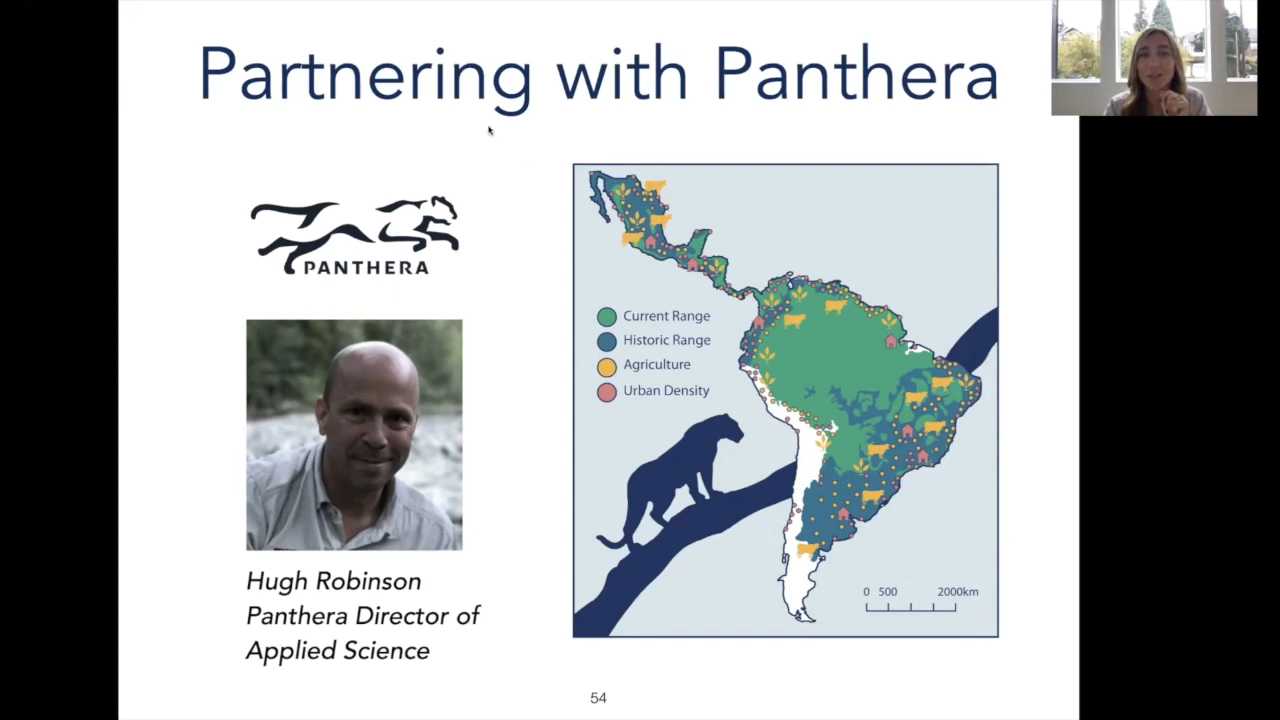 Partnering with Panthera
PANTHERA
Hugh Robinson
Panthera Director of
Applied Science
Current Range
Historic Range
Agriculture
Urban Density
0 500 2000km
54